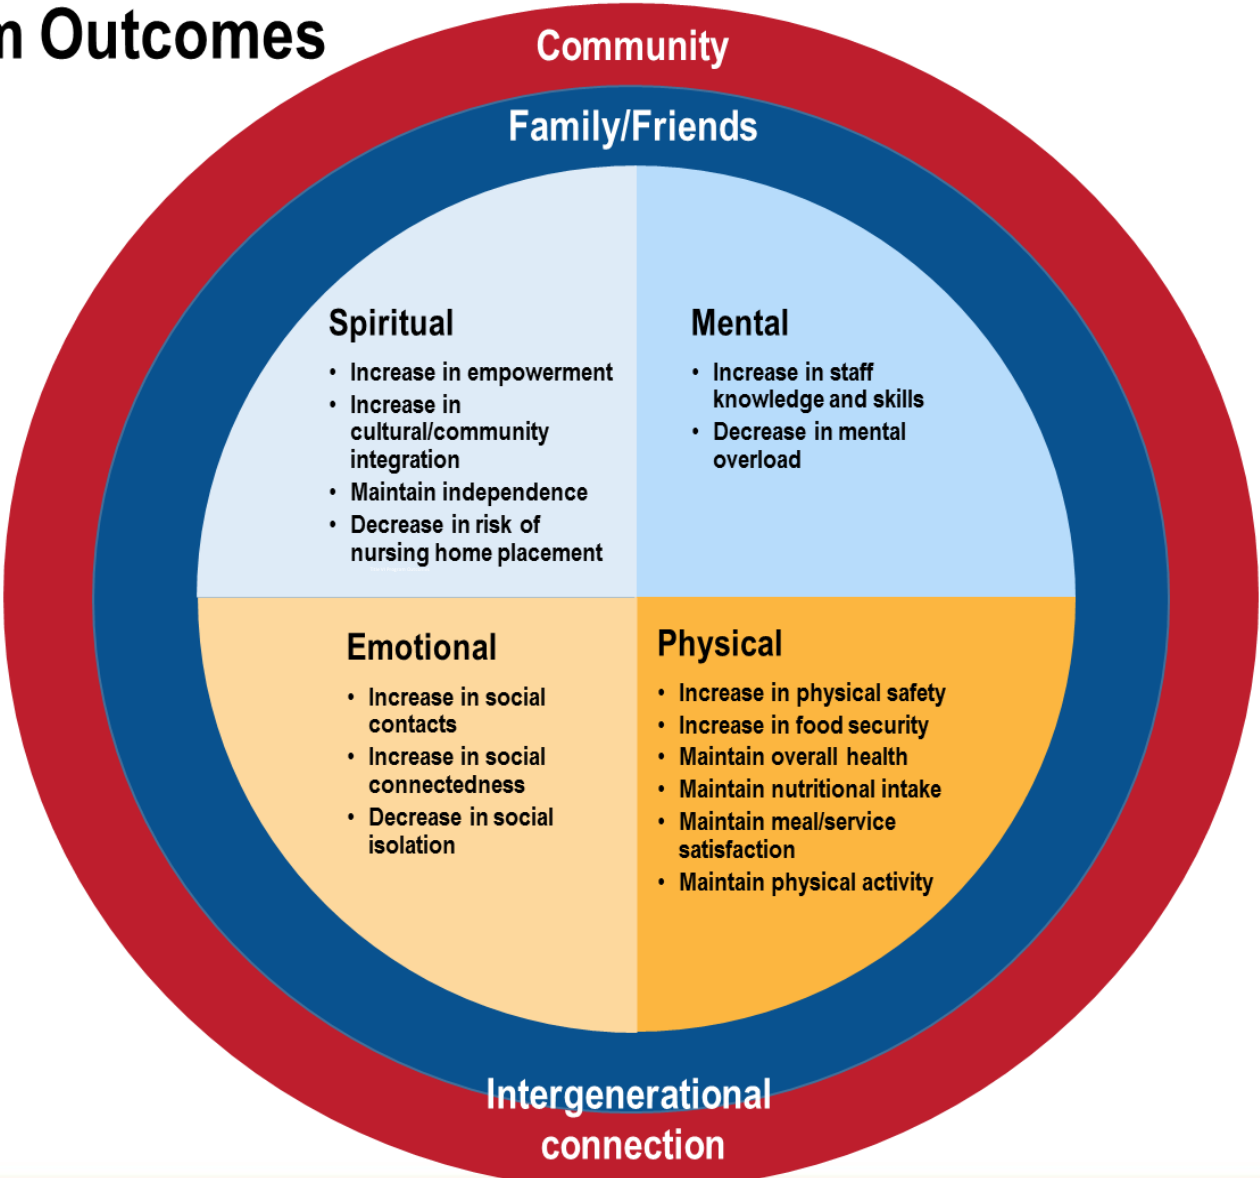 m Outcomes
Community
Family/Friends
Spiritual
• Increase in empowerment
• Increase in
cultural/community
integration
• Maintain independence
• Decrease in risk of
nursing home placement
Mental
• Increase in staff
knowledge and skills
• Decrease in mental
overload
Emotional
• Increase in social
contacts
• Increase in social
connectedness
• Decrease in social
isolation
Physical
• Increase in physical safety
• Increase in food security
• Maintain overall health
• Maintain nutritional intake
• Maintain meal/service
satisfaction
• Maintain physical activity
Intergenerational
connection